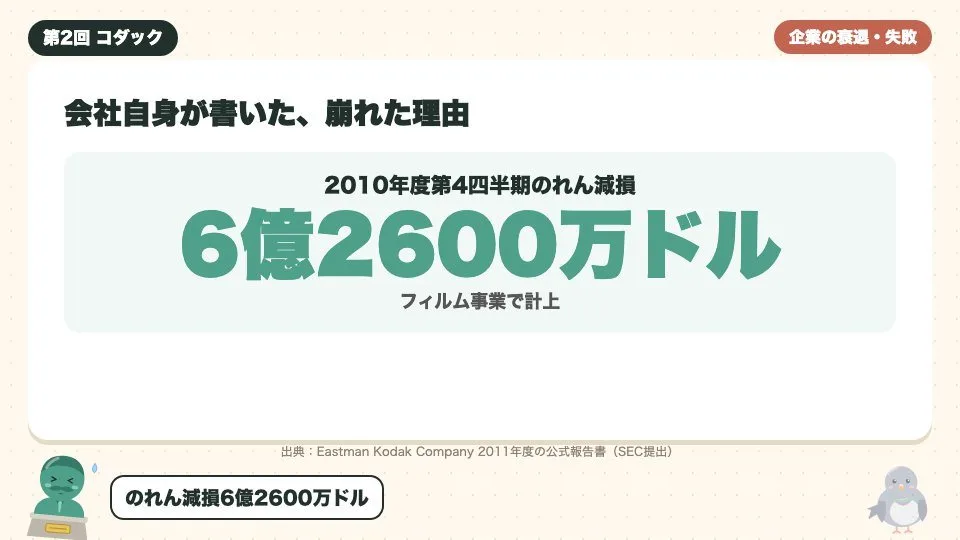 第2回 コダック
企業の衰退・失敗
会社自身が書いた、崩れた理由
2010年度第4四半期のれん減損
6億2600万ドル
フィルム事業で計上
出典：Eastman Kodak Company 2011年度の公式報告書（SEC提出）
のれん減損6億2600万ドル